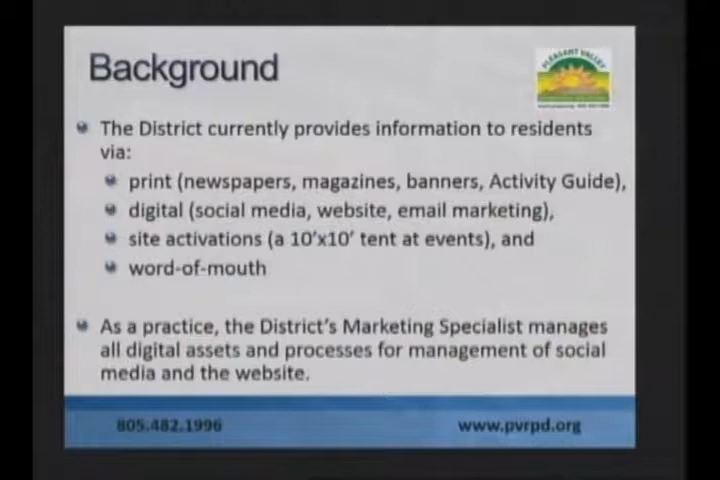 Background
PLEASANT VALLEY
The District currently provides information to residents
via:
print (newspapers, magazines, banners, Activity Guide),
digital (social media, website, email marketing),
site activations (a 10'x10' tent at events), and
word-of-mouth
As a practice, the District's Marketing Specialist manages
all digital assets and processes for management of social
media and the website.
805.482.1996
www.pvrpd.org